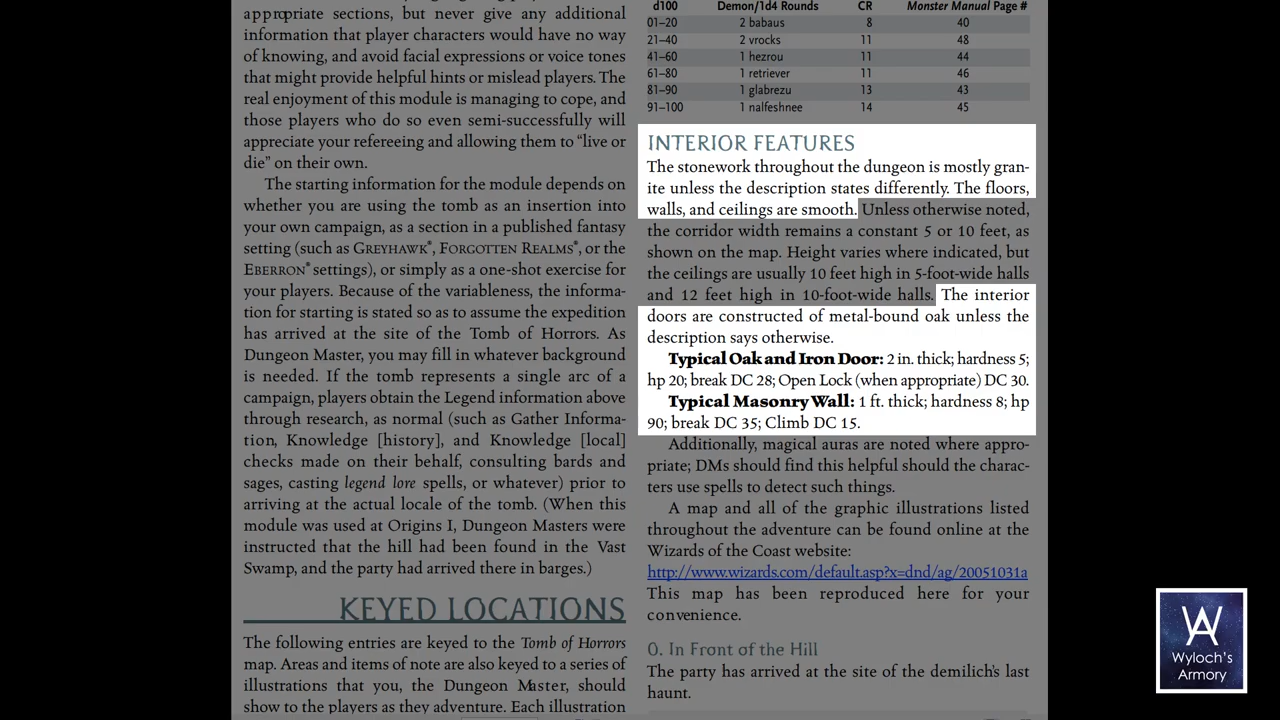 appropriate sections, but never give any additional
information that player characters would have no way
of knowing, and avoid facial expressions or voice tones
that might provide helpful hints or mislead players. The
real enjoyment of this module is managing to cope, and
those players who do so even semi-successfully will
appreciate your refereeing and allowing them to “live or
die” on their own.
The starting information for the module depends on
whether you are using the tomb as an insertion into
your own campaign, as a section in a published fantasy
setting (such as GREYHAWK®, FORGOTTEN REALMS®, or the
EBERRON® settings), or simply as a one-shot exercise for
your players. Because of the variableness, the informa-
tion for starting is stated so as to assume the expedition
has arrived at the site of the Tomb of Horrors. As
Dungeon Master, you may fill in whatever background
is needed. If the tomb represents a single arc of a
campaign, players obtain the Legend information above
through research, as normal (such as Gather Informa-
tion, Knowledge [history], and Knowledge [local]
checks made on their behalf, consulting bards and
sages, casting legend lore spells, or whatever) prior to
arriving at the actual locale of the tomb. (When this
module was used at Origins I, Dungeon Masters were
instructed that the hill had been found in the Vast
Swamp, and the party had arrived there in barges.)
KEYED LOCATIONS
The following entries are keyed to the Tomb of Horrors
map. Areas and items of note are also keyed to a series of
illustrations that you, the Dungeon Master, should
show to the players as they adventure. Each illustration
d100 Demon/1d4 Rounds CR Monster Manual Page #
01–20 2 babaus 8 40
21–40 2 vrocks 11 48
41–60 1 hezrou 11 44
61–80 1 retriever 11 46
81–90 1 glabrezu 13 43
91–100 1 nalfeshnee 14 45
INTERIOR FEATURES
The stonework throughout the dungeon is mostly gran-
ite unless the description states differently. The floors,
walls, and ceilings are smooth. Unless otherwise noted,
the corridor width remains a constant 5 or 10 feet, as
shown on the map. Height varies where indicated, but
the ceilings are usually 10 feet high in 5-foot-wide halls
and 12 feet high in 10-foot-wide halls. The interior
doors are constructed of metal-bound oak unless the
description says otherwise.
Typical Oak and Iron Door: 2 in. thick; hardness 5;
hp 20; break DC 28; Open Lock (when appropriate) DC 30.
Typical Masonry Wall: 1 ft. thick; hardness 8; hp
90; break DC 35; Climb DC 15.
Additionally, magical auras are noted where appro-
priate; DMs should find this helpful should the charac-
ters use spells to detect such things.
A map and all of the graphic illustrations listed
throughout the adventure can be found online at the
Wizards of the Coast website:
http://www.wizards.com/default.asp?x=dnd/ag/20051031a
This map has been reproduced here for your
convenience.
0. In Front of the Hill
The party has arrived at the site of the demilich's last
haunt.
Wyloch's
Armory